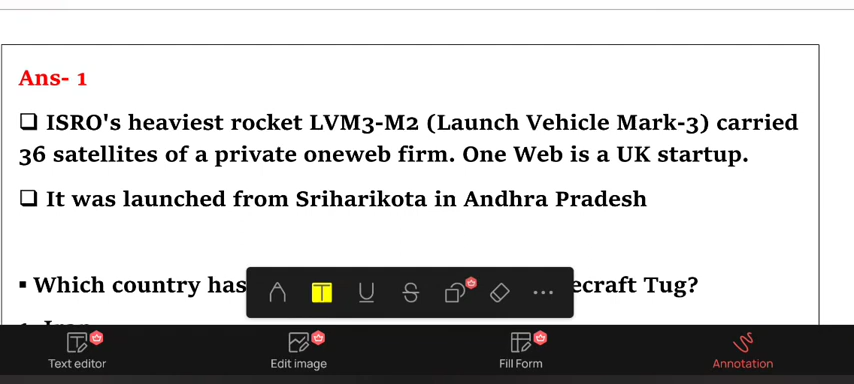 Ans- 1
❑ ISRO's heaviest rocket LVM3-M2 (Launch Vehicle Mark-3) carried
36 satellites of a private oneweb firm. One Web is a UK startup.
❑ It was launched from Sriharikota in Andhra Pradesh
▪ Which country has ecraft Tug?
Text editor
Edit image
Fill Form
Annotation